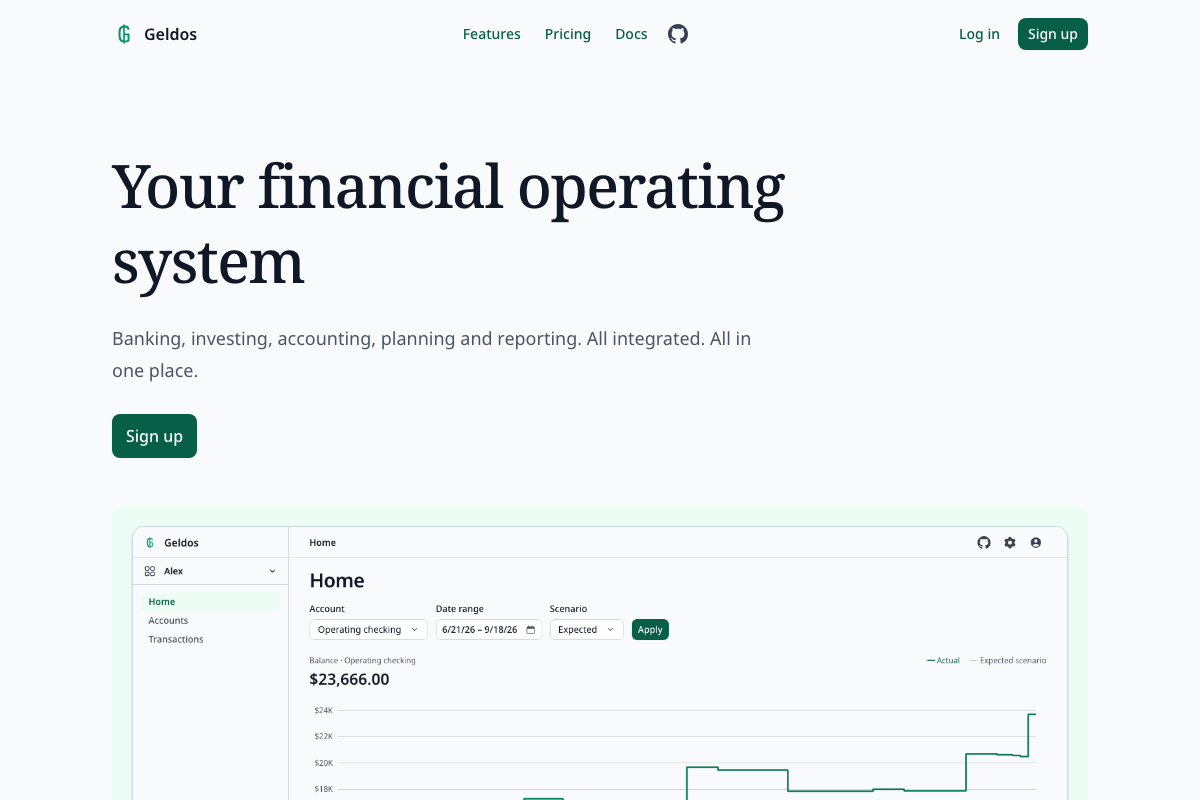 Geldos
Features
Pricing
Docs
Log in
Sign up
Your financial operating
system
Banking, investing, accounting, planning and reporting. All integrated. All in
one place.
Sign up
Geldos
Home
Alex
Home
Accounts
Transactions
Home
Account
Date range
Scenario
Operating checking
6/21/26 – 9/18/26
Expected
Apply
Balance · Operating checking
Actual
Expected scenario
$23,666.00
$24K
$22K
$20K
$18K